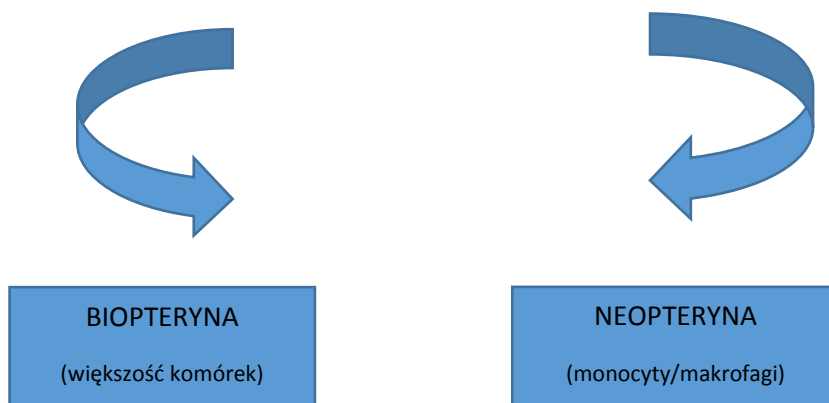 BIOPTERYNA
(większość komórek)
NEOPTERYNA
(monocyty/makrofagi)